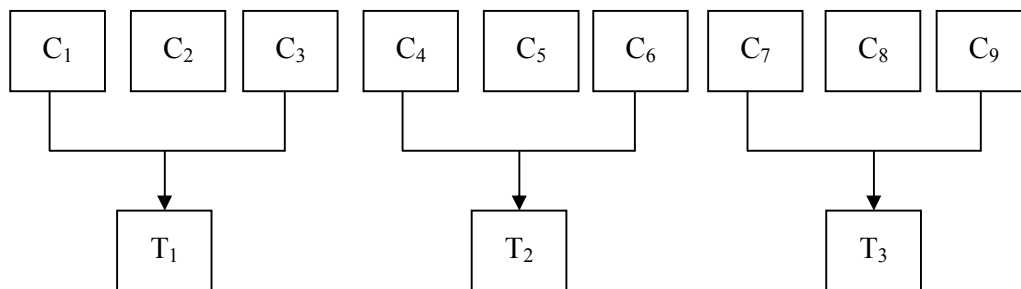 C₁ C₂ C₃ C₄ C₅ C₆ C₇ C₈ C₉
T₁ T₂ T₃